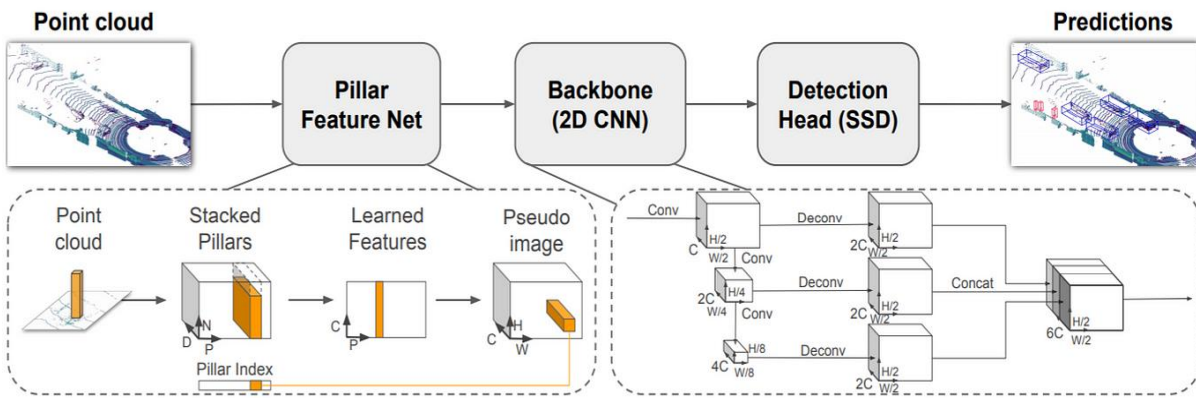 Point cloud
Pillar
Feature Net
Backbone
(2D CNN)
Detection
Head (SSD)
Predictions
Point
cloud
Stacked
Pillars
Learned
Features
Pseudo
image
N
D
P
C
P
H
C
W
Pillar Index
Conv
C
H/2
W/2
Conv
2C
H/4
W/4
Conv
4C
H/8
W/8
Deconv
2C
H/2
W/2
Deconv
2C
H/2
W/2
Deconv
2C
H/2
W/2
Concat
6C
H/2
W/2